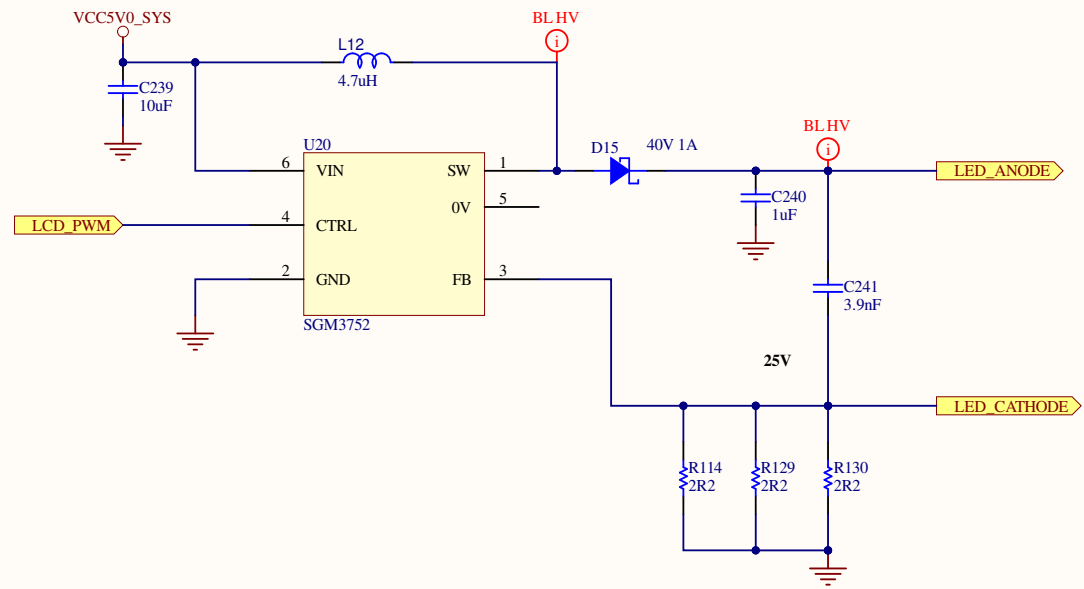 VCC5V0_SYS
BL HV
i
L12
4.7uH
C239
10uF
BL HV
i
U20
D15
40V 1A
6
VIN
SW
1
LED_ANODE
0V
5
C240
1uF
LCD_PWM
4
CTRL
2
GND
FB
3
C241
3.9nF
SGM3752
25V
LED_CATHODE
R114
2R2
R129
2R2
R130
2R2